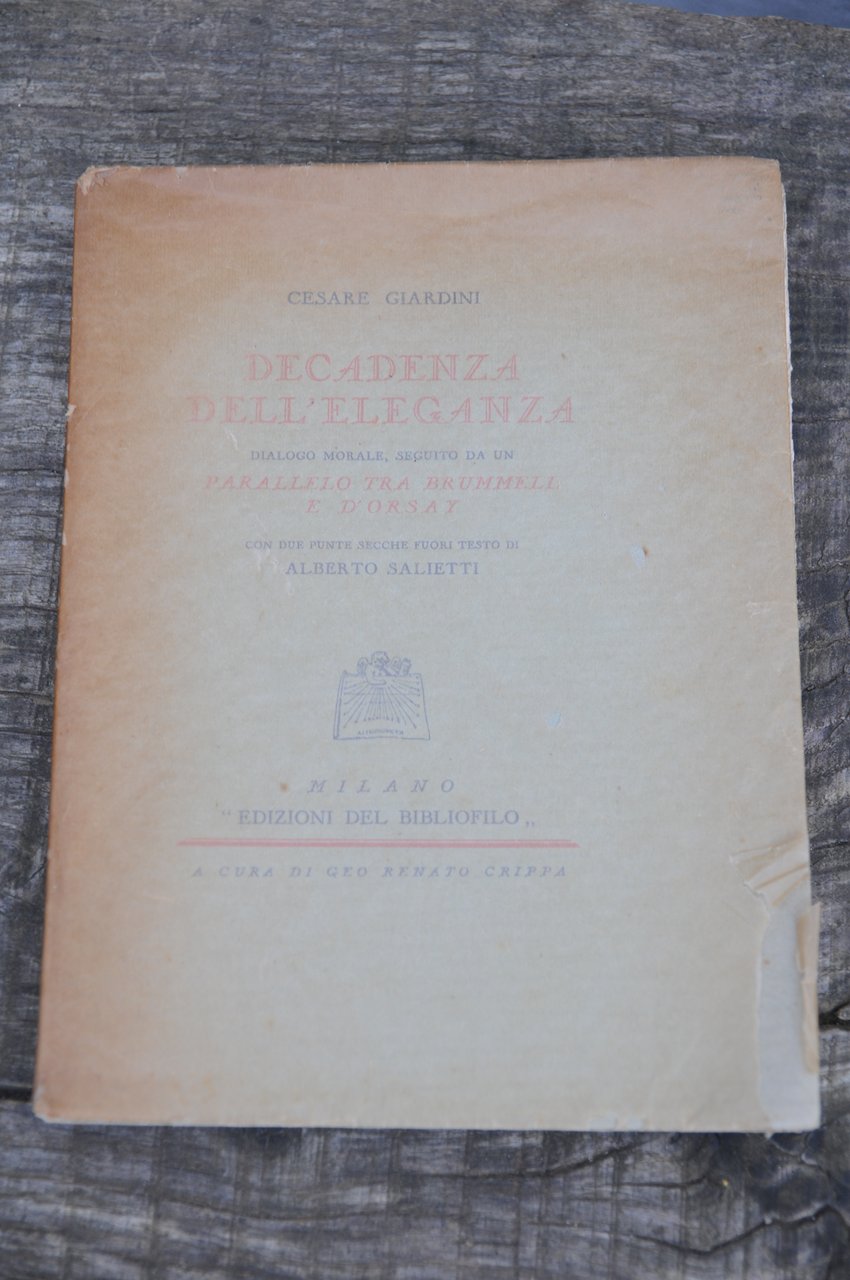 CESARE GIARDINI
DECADENZA
DELL'ELEGANZA
DIALOGO MORALE, SEGUITO DA UN
PARALLELO TRA BRUMMELL
E D'ORSAY
CON DUE PUNTE SECCHE FUORI TESTO DI
ALBERTO SALIETTI
MILANO
"EDIZIONI DEL BIBLIOFILO„
A CURA DI GEO RENATO CRIPPA